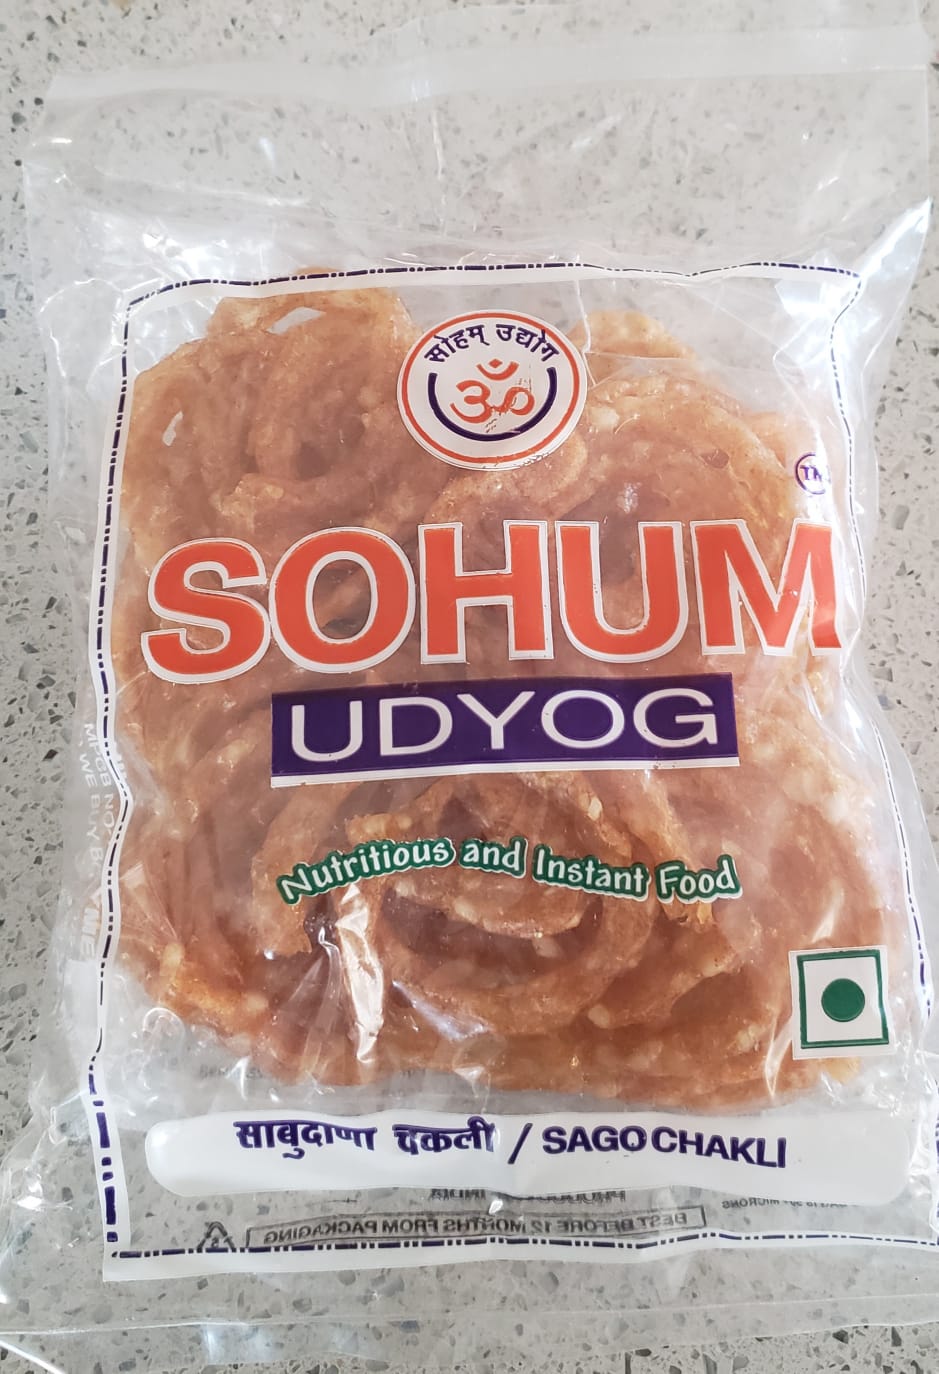 सोहम् उद्योग
ॐ
TM
SOHUM
UDYOG
Nutritious and Instant Food
साबुदाणा चकली / SAGO CHAKLI
BEST BEFORE 12 MONTHS FROM PACKAGING